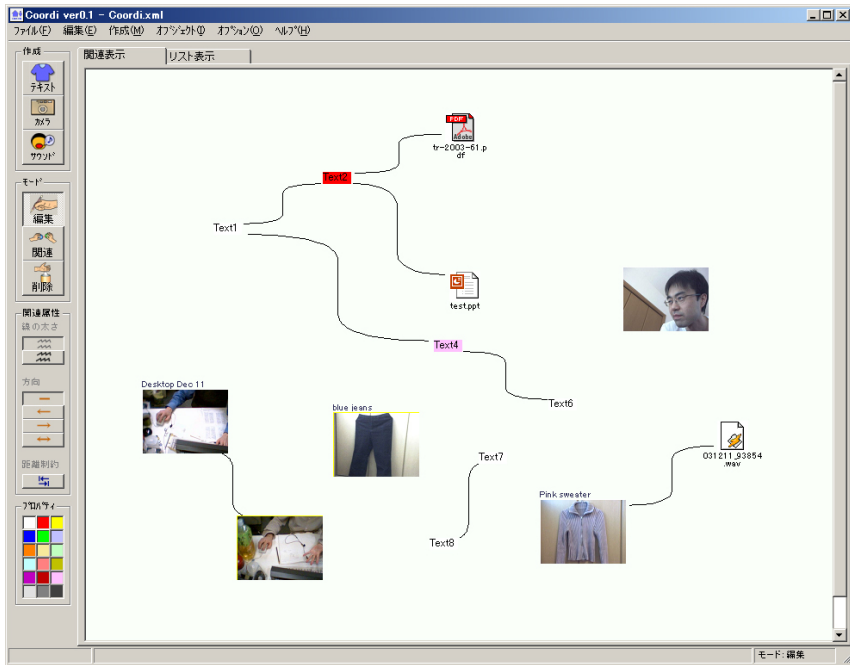 Coordi ver0.1 - Coordi.xml
ファイル(F) 編集(E) 作成(M) オブジェクト(J) オプション(O) ヘルプ(H)
作成
テキスト
カメラ
サウンド
モード
編集
関連
削除
関連属性
線の太さ
方向
距離制約
プロパティ
関連表示
リスト表示
PDF
Adobe
tr-2003-61.p
df
Text2
Text1
test.ppt
Text4
Desktop Dec 11
blue jeans
Text6
031211_93854
.wav
Text7
Pink sweater
Text8
モード: 編集